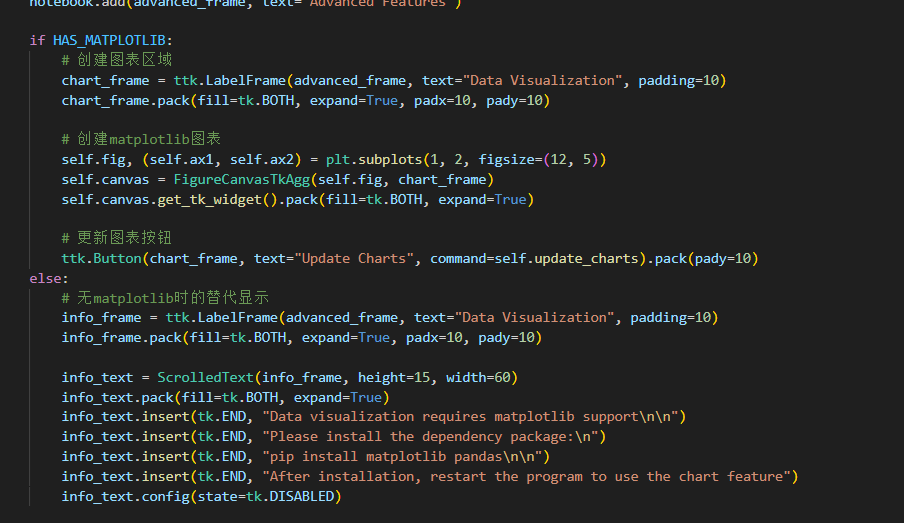 notebook.add(advanced_frame, text="Advanced Features")
if HAS_MATPLOTLIB:
# 创建图表区域
chart_frame = ttk.LabelFrame(advanced_frame, text="Data Visualization", padding=10)
chart_frame.pack(fill=tk.BOTH, expand=True, padx=10, pady=10)
# 创建matplotlib图表
self.fig, (self.ax1, self.ax2) = plt.subplots(1, 2, figsize=(12, 5))
self.canvas = FigureCanvasTkAgg(self.fig, chart_frame)
self.canvas.get_tk_widget().pack(fill=tk.BOTH, expand=True)
# 更新图表按钮
ttk.Button(chart_frame, text="Update Charts", command=self.update_charts).pack(pady=10)
else:
# 无matplotlib时的替代显示
info_frame = ttk.LabelFrame(advanced_frame, text="Data Visualization", padding=10)
info_frame.pack(fill=tk.BOTH, expand=True, padx=10, pady=10)
info_text = ScrolledText(info_frame, height=15, width=60)
info_text.pack(fill=tk.BOTH, expand=True)
info_text.insert(tk.END, "Data visualization requires matplotlib support\n\n")
info_text.insert(tk.END, "Please install the dependency package:\n")
info_text.insert(tk.END, "pip install matplotlib pandas\n\n")
info_text.insert(tk.END, "After installation, restart the program to use the chart feature")
info_text.config(state=tk.DISABLED)